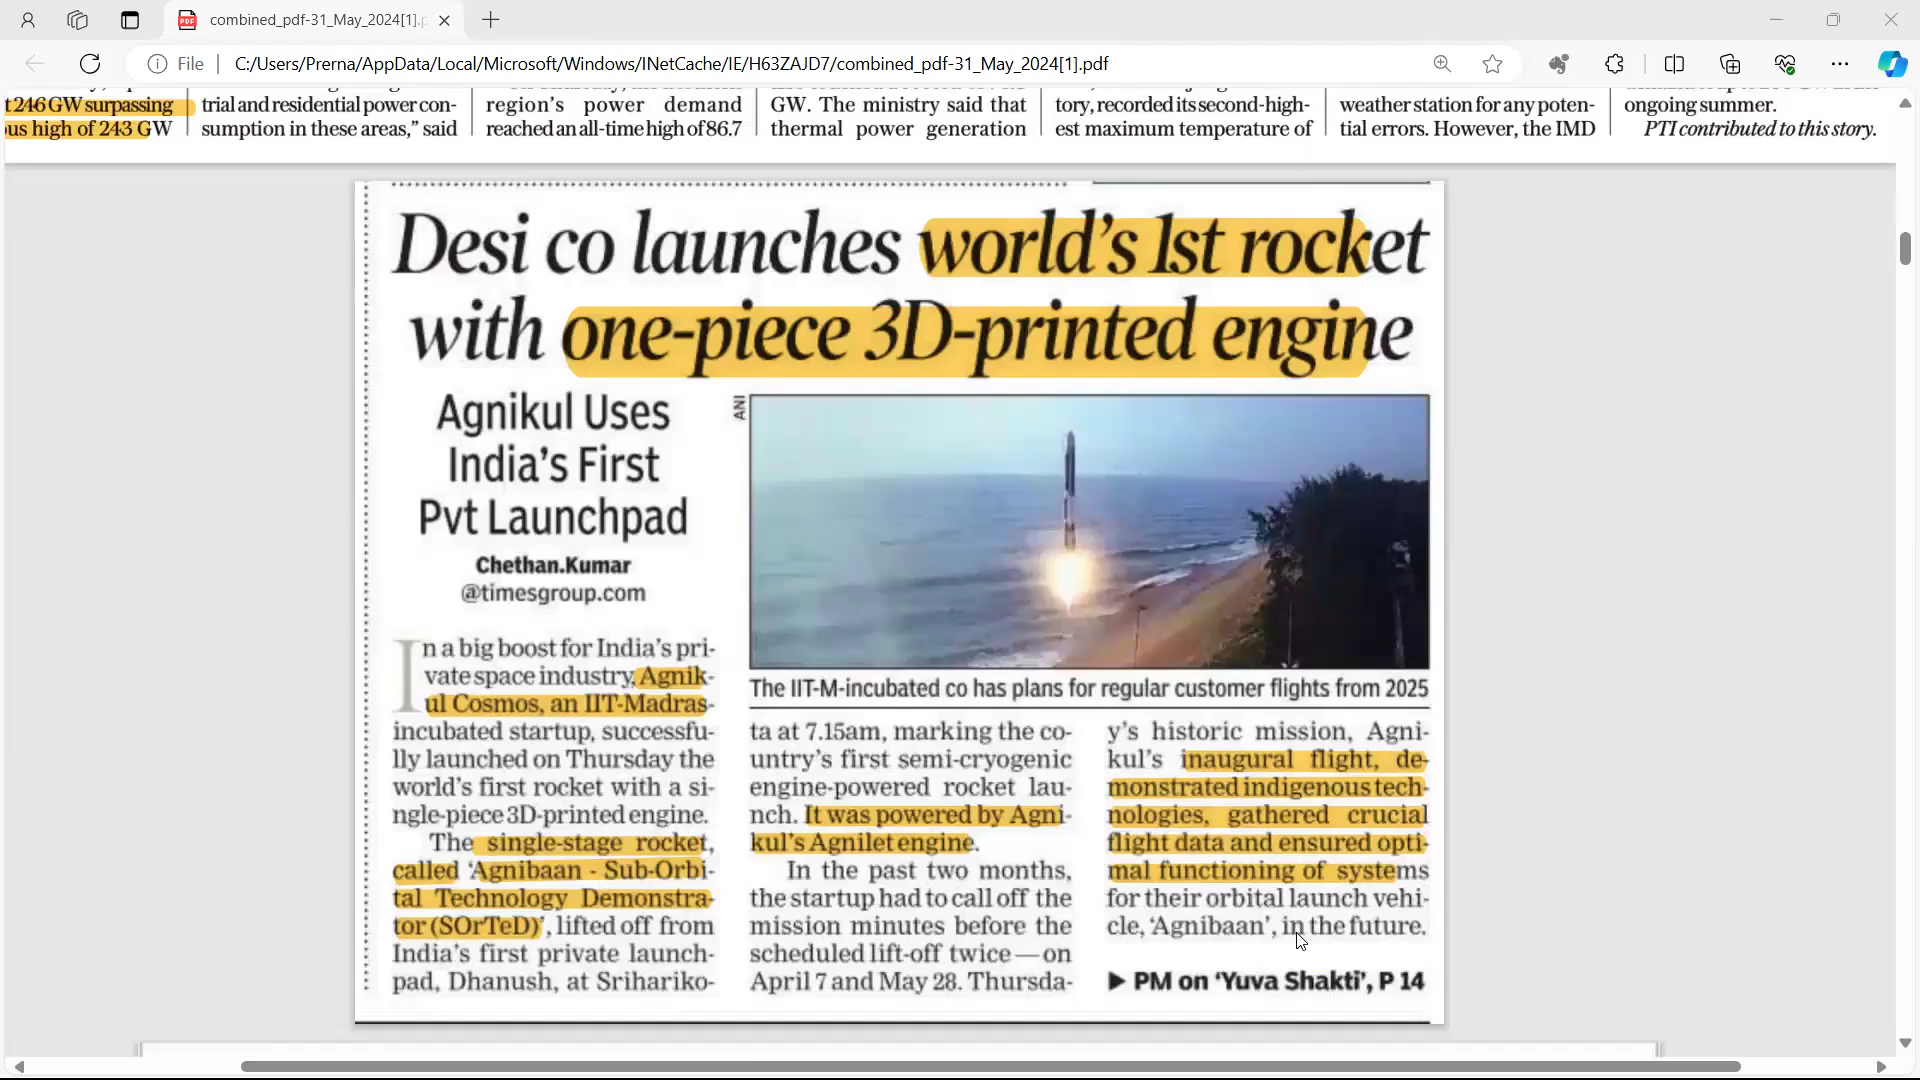 combined_pdf-31_May_2024[1].p
File
C:/Users/Prerna/AppData/Local/Microsoft/Windows/INetCache/IE/H63ZAJD7/combined_pdf-31_May_2024[1].pdf
t 246 GW surpassing
ous high of 243 GW
trial and residential power con-
sumption in these areas,” said
region's power demand
reached an all-time high of 86.7
GW. The ministry said that
thermal power generation
tory, recorded its second-high-
est maximum temperature of
weather station for any poten-
tial errors. However, the IMD
ongoing summer.
PTI contributed to this story.
Desi co launches world's 1st rocket
with one-piece 3D-printed engine
Agnikul Uses
India's First
Pvt Launchpad
Chethan.Kumar
@timesgroup.com
In a big boost for India's pri-
vate space industry, Agnik-
ul Cosmos, an IIT-Madras-
incubated startup, successfu-
lly launched on Thursday the
world's first rocket with a si-
ngle-piece 3D-printed engine.
The single-stage rocket,
called ‘Agnibaan - Sub-Orbi-
tal Technology Demonstra-
tor (SOrTeD)’, lifted off from
India's first private launch-
pad, Dhanush, at Srihariko-
ANI
The IIT-M-incubated co has plans for regular customer flights from 2025
ta at 7.15am, marking the co-
untry's first semi-cryogenic
engine-powered rocket lau-
nch. It was powered by Agni-
kul's Agnilet engine.
In the past two months,
the startup had to call off the
mission minutes before the
scheduled lift-off twice — on
April 7 and May 28. Thursda-
y's historic mission, Agni-
kul's inaugural flight, de-
monstrated indigenous tech-
nologies, gathered crucial
flight data and ensured opti-
mal functioning of systems
for their orbital launch vehi-
cle, ‘Agnibaan’, in the future.
▶ PM on ‘Yuva Shakti’, P 14